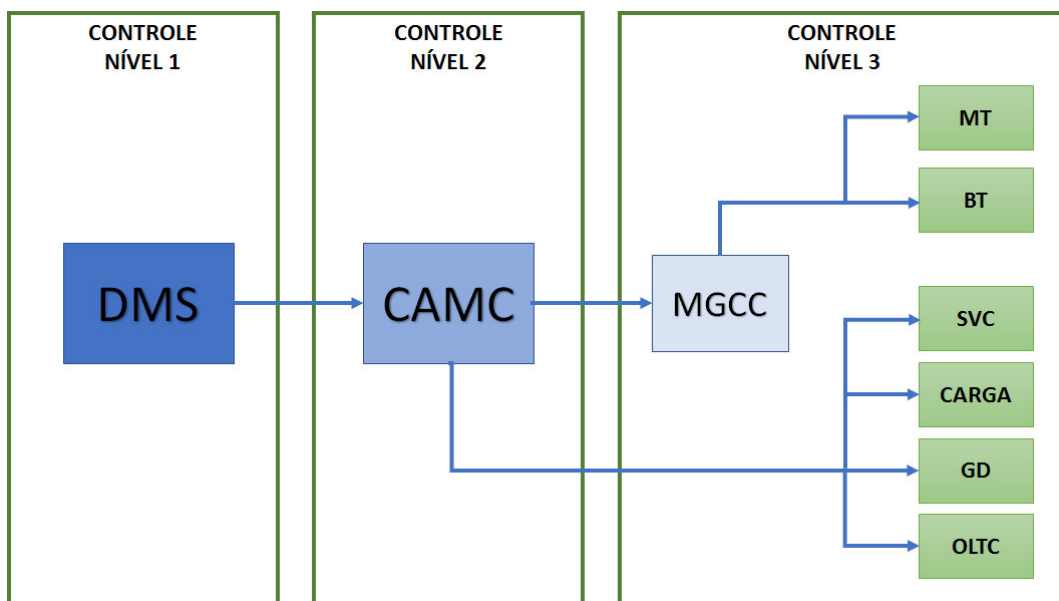 CONTROLE
NÍVEL 1
CONTROLE
NÍVEL 2
CONTROLE
NÍVEL 3
DMS
CAMC
MGCC
MT
BT
SVC
CARGA
GD
OLTC